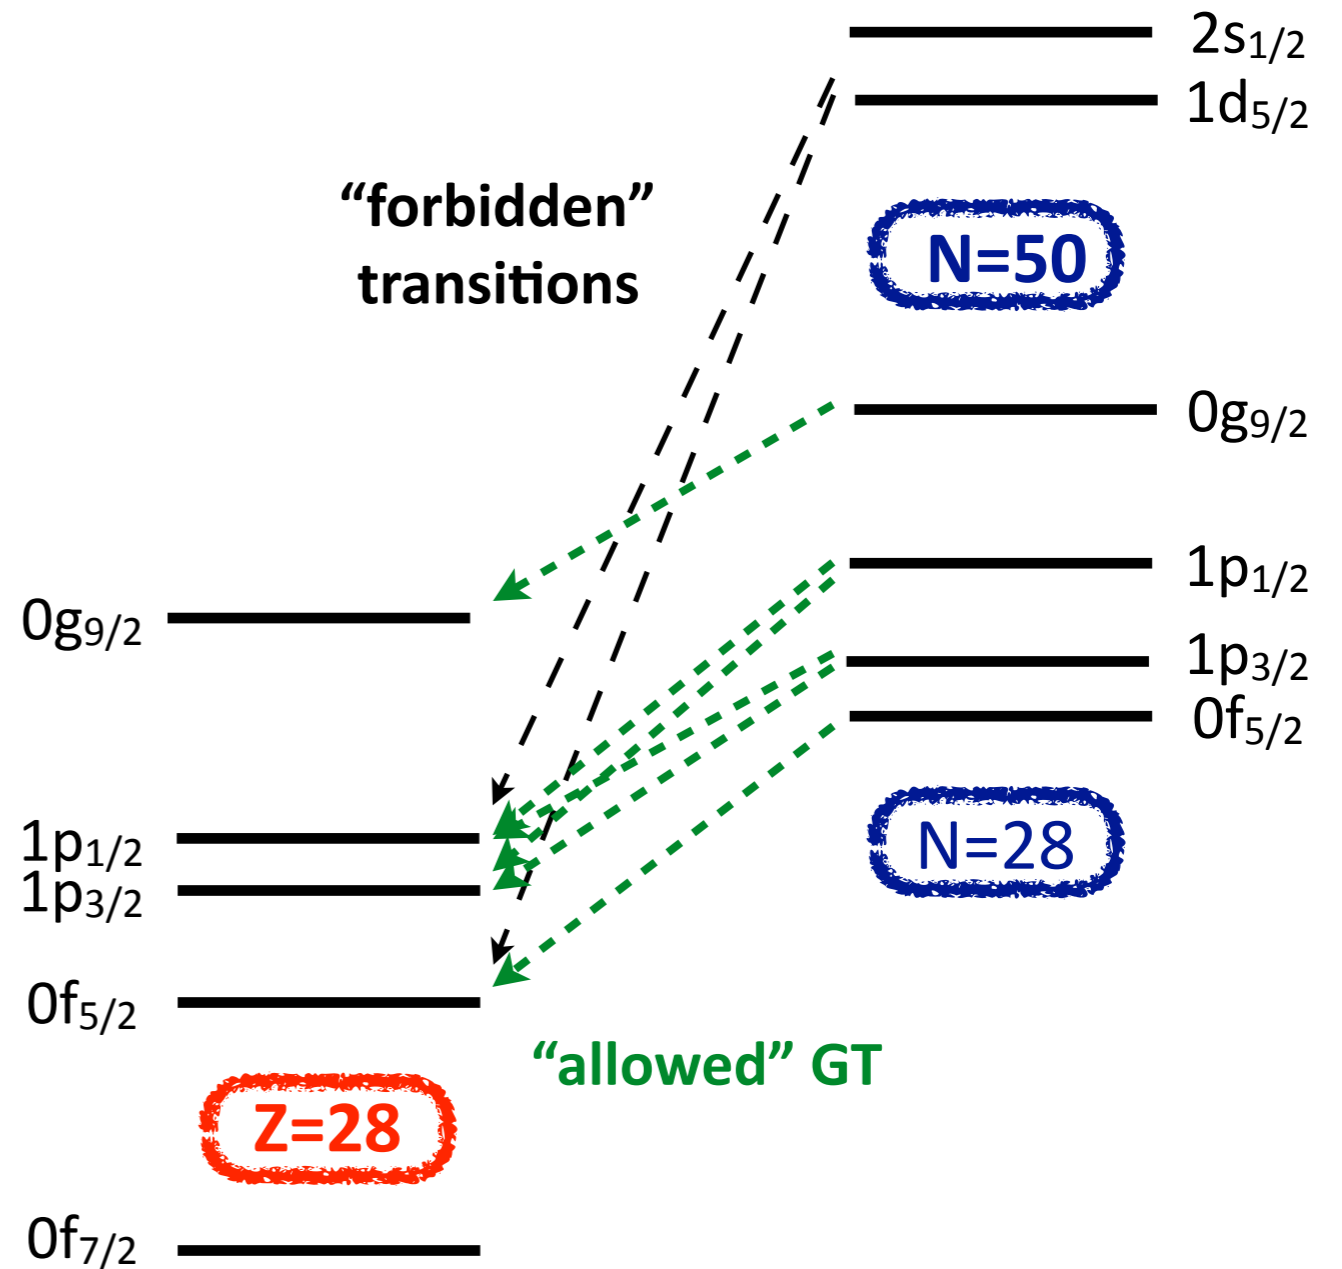 2s1/2
1d5/2
“forbidden”
transitions
N=50
0g9/2
1p1/2
0g9/2
1p3/2
0f5/2
1p1/2
N=28
1p3/2
0f5/2
“allowed” GT
Z=28
0f7/2